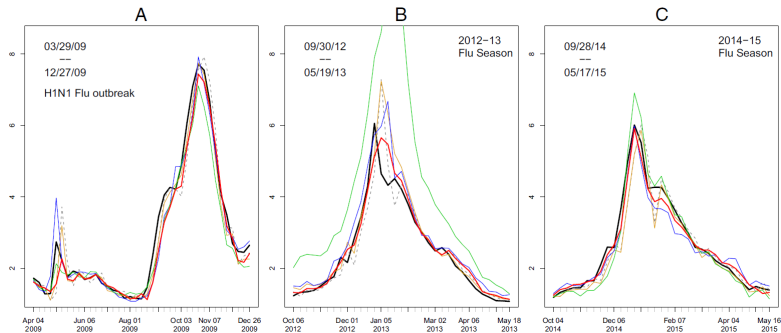 A
03/29/09
--
12/27/09
H1N1 Flu outbreak
8
6
4
2
Apr 04
2009
Jun 06
2009
Aug 01
2009
Oct 03
2009
Nov 07
2009
Dec 26
2009
B
09/30/12
--
05/19/13
2012-13
Flu Season
8
6
4
2
Oct 06
2012
Dec 01
2012
Jan 05
2013
Mar 02
2013
Apr 06
2013
May 18
2013
C
09/28/14
--
05/17/15
2014-15
Flu Season
8
6
4
2
Oct 04
2014
Dec 06
2014
Feb 07
2015
Apr 04
2015
May 16
2015